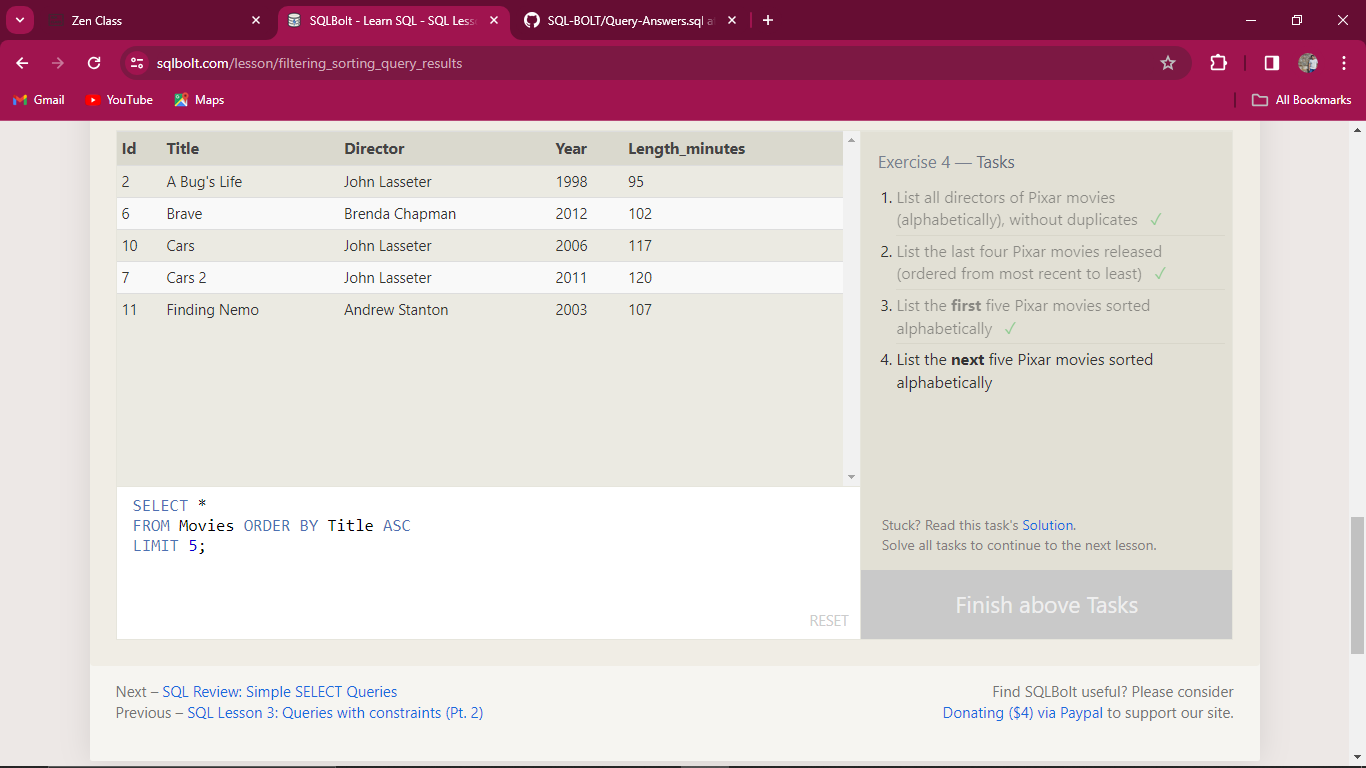 Zen Class
SQLBolt - Learn SQL - SQL Less
SQL-BOLT/Query-Answers.sql at
sqlbolt.com/lesson/filtering_sorting_query_results
Gmail YouTube Maps All Bookmarks
Id Title Director Year Length_minutes
2 A Bug's Life John Lasseter 1998 95
6 Brave Brenda Chapman 2012 102
10 Cars John Lasseter 2006 117
7 Cars 2 John Lasseter 2011 120
11 Finding Nemo Andrew Stanton 2003 107
SELECT *
FROM Movies ORDER BY Title ASC
LIMIT 5;
RESET
Exercise 4 — Tasks
1. List all directors of Pixar movies
(alphabetically), without duplicates ✓
2. List the last four Pixar movies released
(ordered from most recent to least) ✓
3. List the first five Pixar movies sorted
alphabetically ✓
4. List the next five Pixar movies sorted
alphabetically
Stuck? Read this task's Solution.
Solve all tasks to continue to the next lesson.
Finish above Tasks
Next – SQL Review: Simple SELECT Queries
Previous – SQL Lesson 3: Queries with constraints (Pt. 2)
Find SQLBolt useful? Please consider
Donating ($4) via Paypal to support our site.